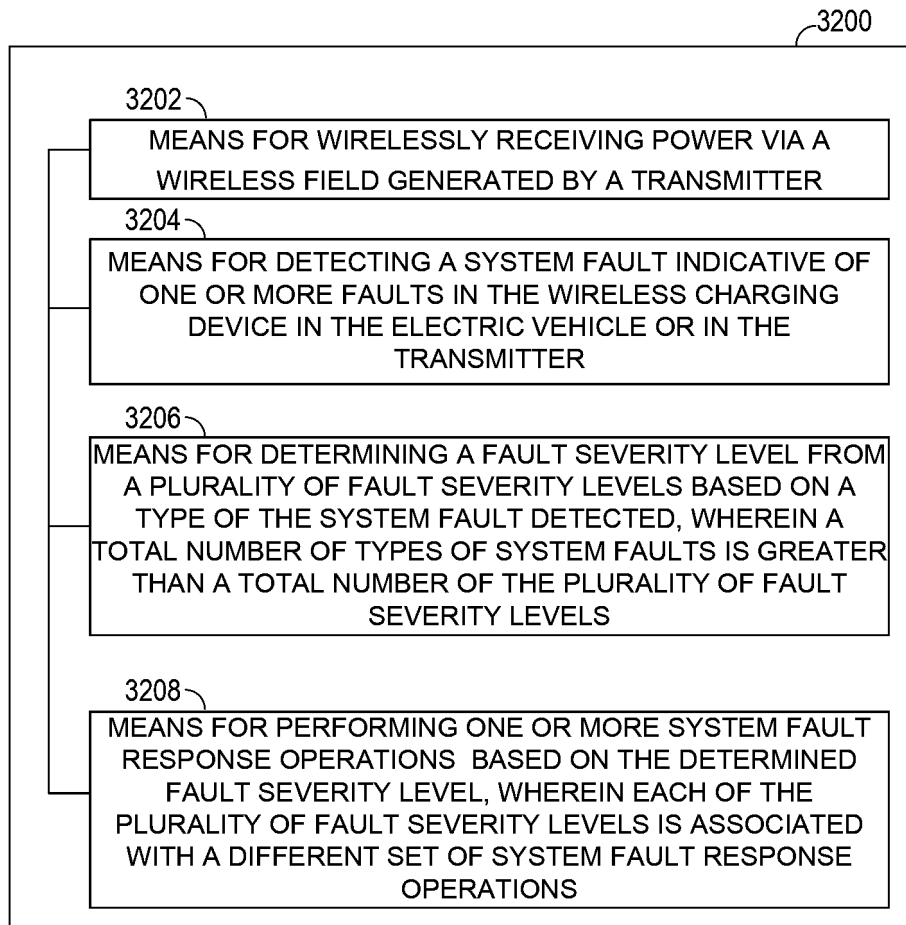 3200
3202
MEANS FOR WIRELESSLY RECEIVING POWER VIA A
WIRELESS FIELD GENERATED BY A TRANSMITTER
3204
MEANS FOR DETECTING A SYSTEM FAULT INDICATIVE OF
ONE OR MORE FAULTS IN THE WIRELESS CHARGING
DEVICE IN THE ELECTRIC VEHICLE OR IN THE
TRANSMITTER
3206
MEANS FOR DETERMINING A FAULT SEVERITY LEVEL FROM
A PLURALITY OF FAULT SEVERITY LEVELS BASED ON A
TYPE OF THE SYSTEM FAULT DETECTED, WHEREIN A
TOTAL NUMBER OF TYPES OF SYSTEM FAULTS IS GREATER
THAN A TOTAL NUMBER OF THE PLURALITY OF FAULT
SEVERITY LEVELS
3208
MEANS FOR PERFORMING ONE OR MORE SYSTEM FAULT
RESPONSE OPERATIONS BASED ON THE DETERMINED
FAULT SEVERITY LEVEL, WHEREIN EACH OF THE
PLURALITY OF FAULT SEVERITY LEVELS IS ASSOCIATED
WITH A DIFFERENT SET OF SYSTEM FAULT RESPONSE
OPERATIONS